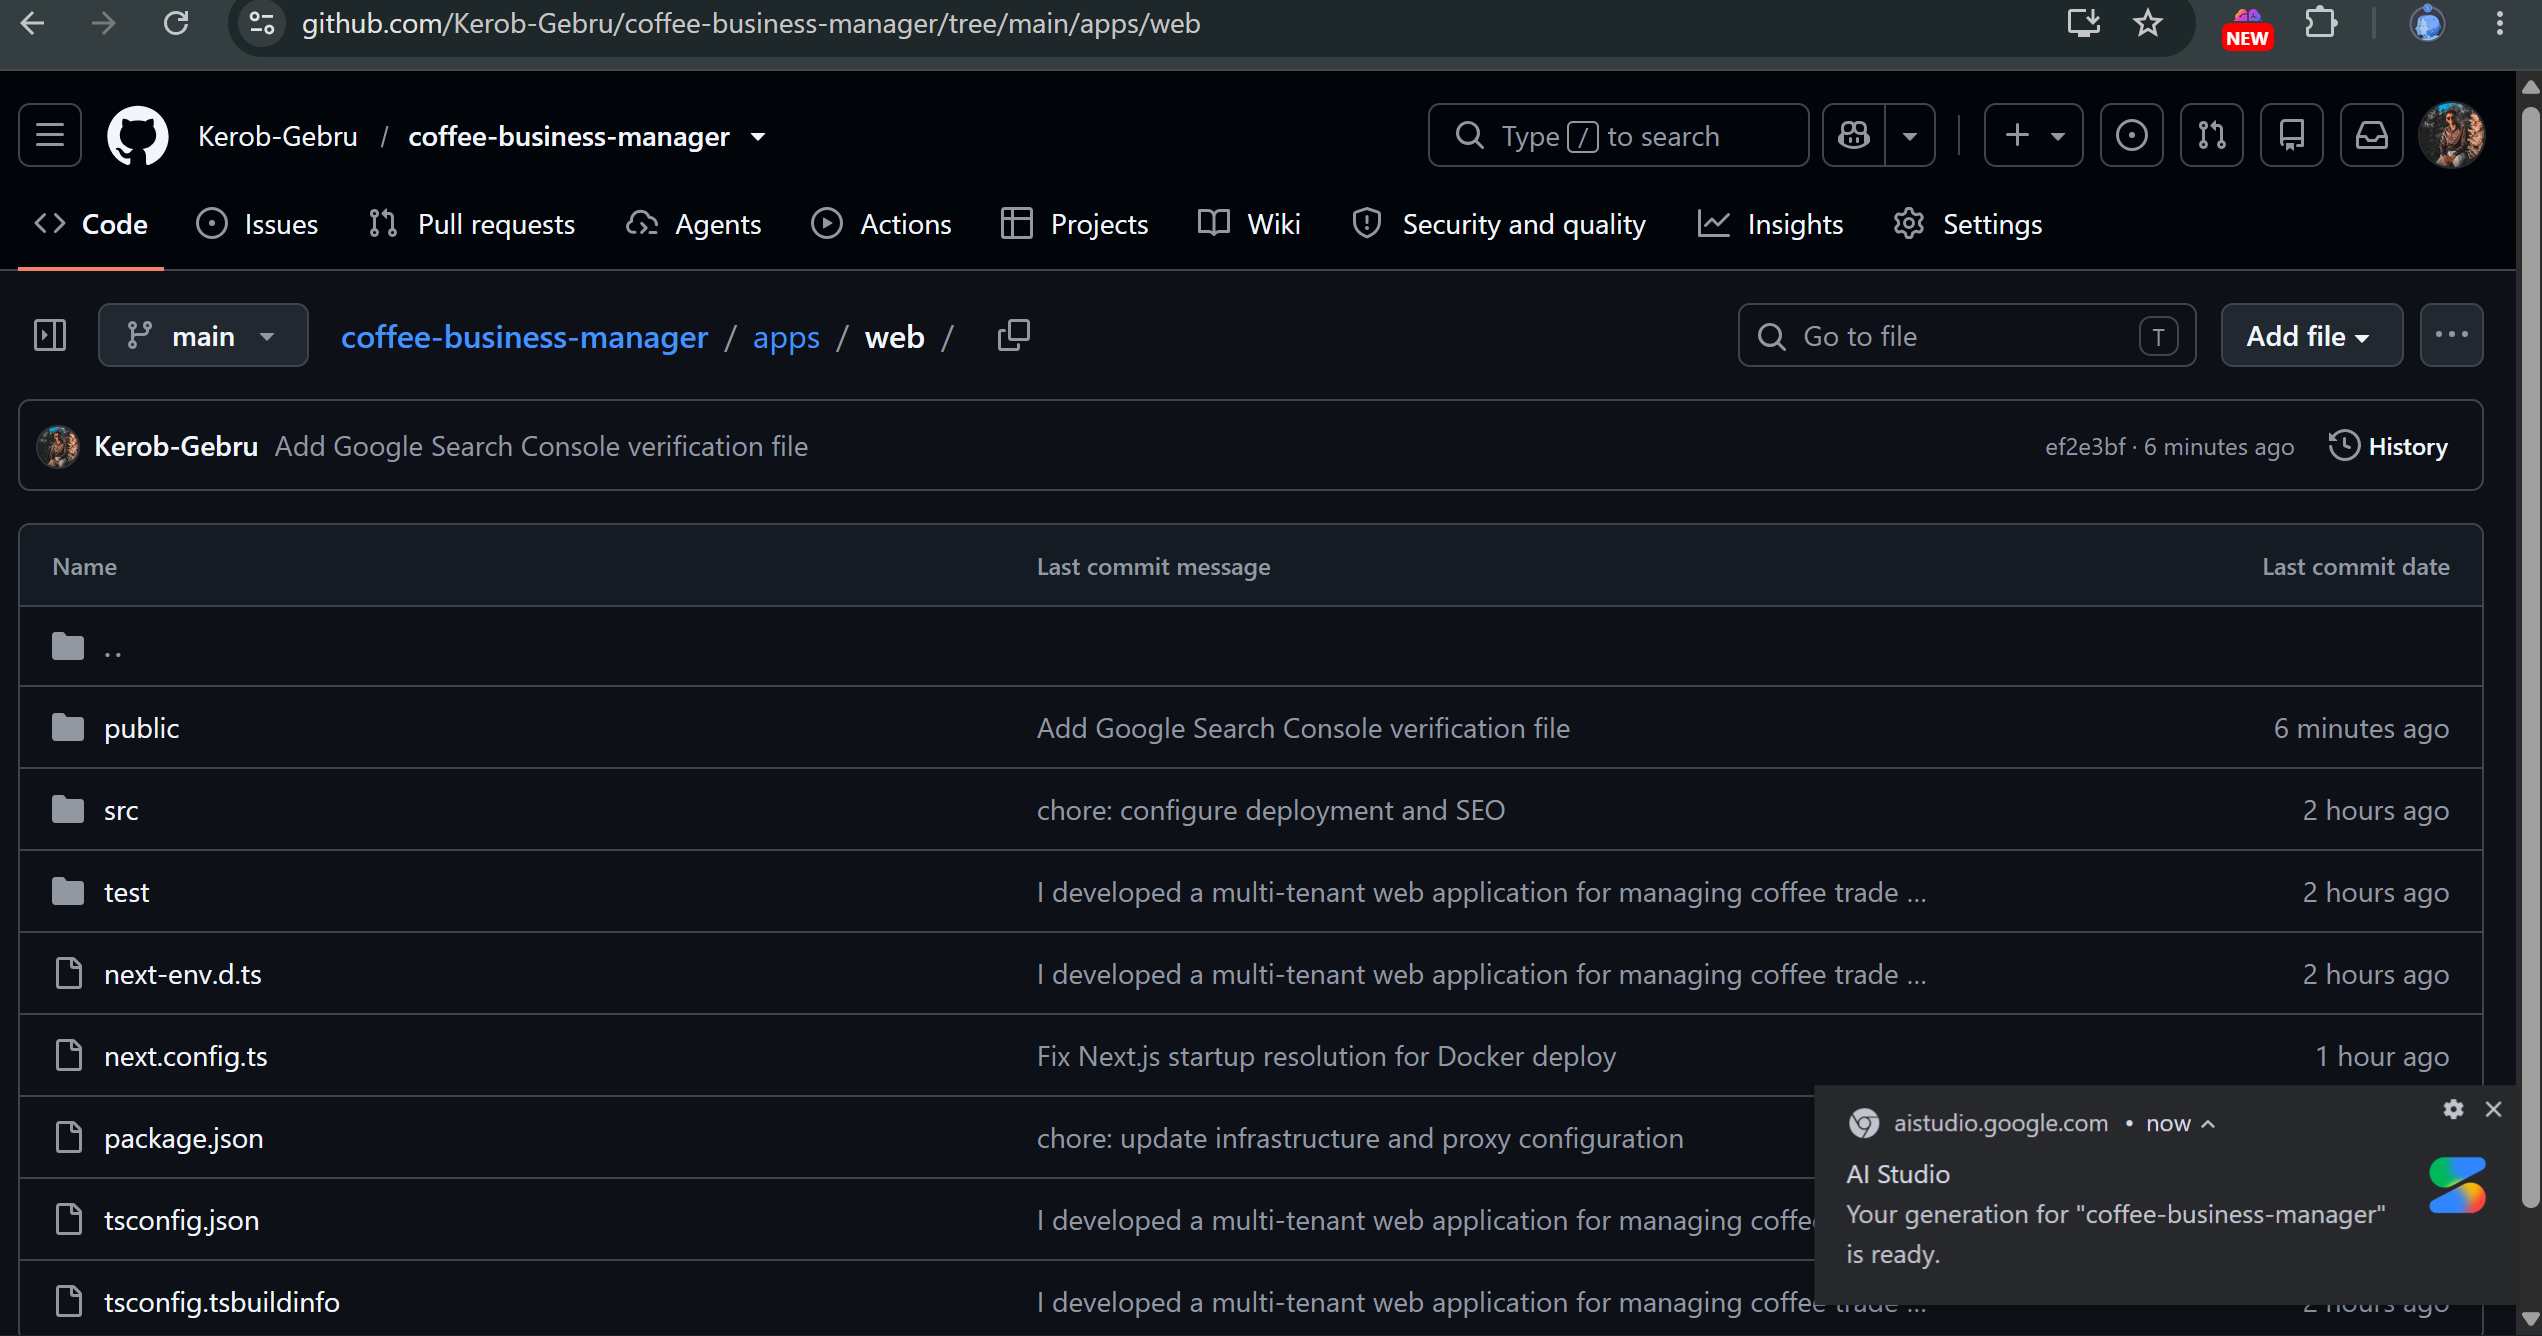 github.com/Kerob-Gebru/coffee-business-manager/tree/main/apps/web
NEW
Kerob-Gebru / coffee-business-manager
Type / to search
Code Issues Pull requests Agents Actions Projects Wiki Security and quality Insights Settings
main coffee-business-manager / apps / web /
Go to file T
Add file
Kerob-Gebru Add Google Search Console verification file ef2e3bf · 6 minutes ago History
Name Last commit message Last commit date
..
public Add Google Search Console verification file 6 minutes ago
src chore: configure deployment and SEO 2 hours ago
test I developed a multi-tenant web application for managing coffee trade ... 2 hours ago
next-env.d.ts I developed a multi-tenant web application for managing coffee trade ... 2 hours ago
next.config.ts Fix Next.js startup resolution for Docker deploy 1 hour ago
package.json chore: update infrastructure and proxy configuration
tsconfig.json I developed a multi-tenant web application for managing coffe
tsconfig.tsbuildinfo I developed a multi-tenant web application for managing coffee trade ... 2 hours ago
aistudio.google.com • now
AI Studio
Your generation for "coffee-business-manager"
is ready.